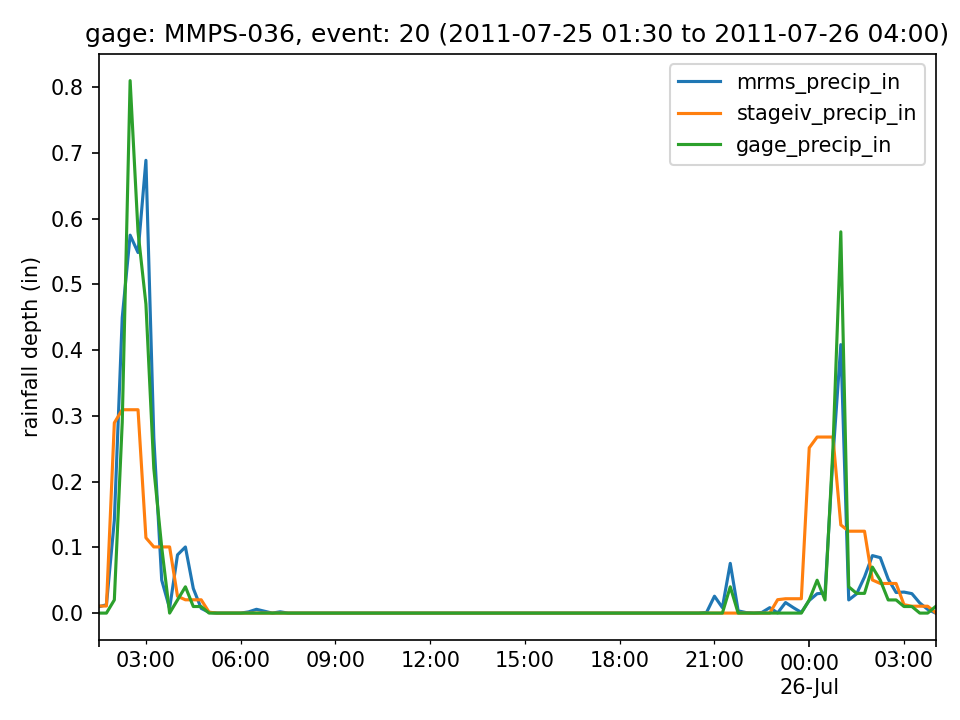 gage: MMPS-036, event: 20 (2011-07-25 01:30 to 2011-07-26 04:00)
mrms_precip_in
stageiv_precip_in
gage_precip_in
rainfall depth (in)
0.8
0.7
0.6
0.5
0.4
0.3
0.2
0.1
0.0
03:00 06:00 09:00 12:00 15:00 18:00 21:00 00:00 03:00
26-Jul